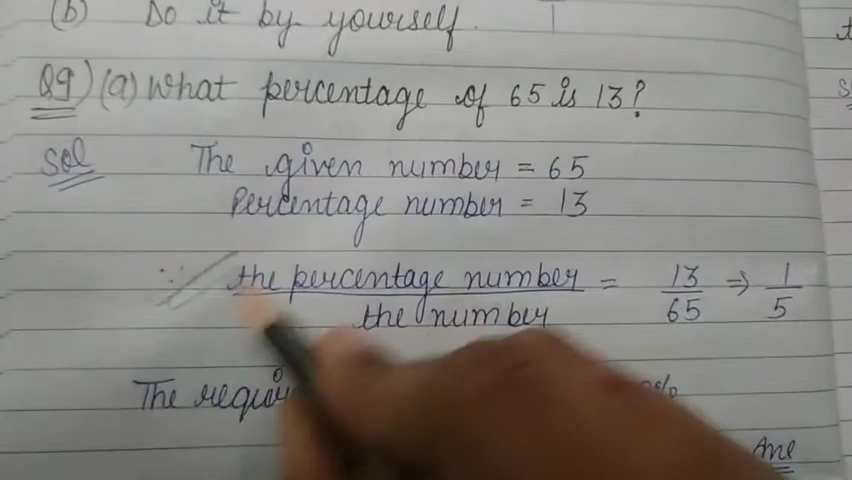 (b) Do it by yourself.
Q9) (a) What percentage of 65 is 13?
Sol The given number = 65
Percentage number = 13
∵ the percentage number / the number = 13/65 ⇒ 1/5
The requi %
Ans